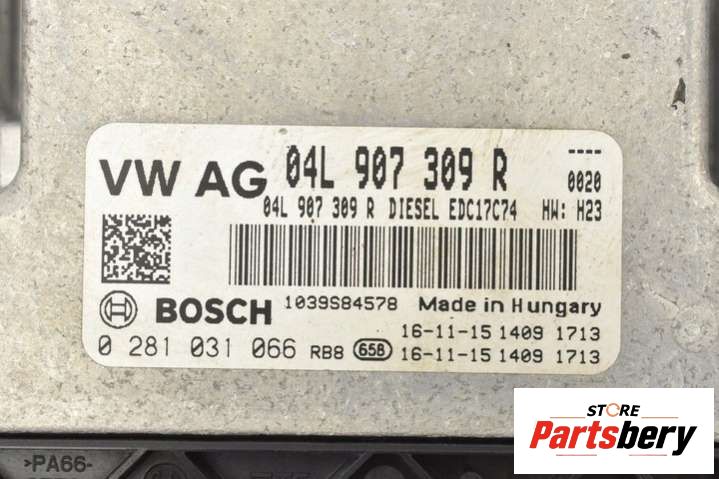 VW AG 04L 907 309 R ----
0020
04L 907 309 R DIESEL EDC17C74 HW: H23
BOSCH 1039S84578 Made in Hungary
16-11-15 1409 1713
0 281 031 066 RB8 65B 16-11-15 1409 1713
>PA66-
STORE
Partsbery